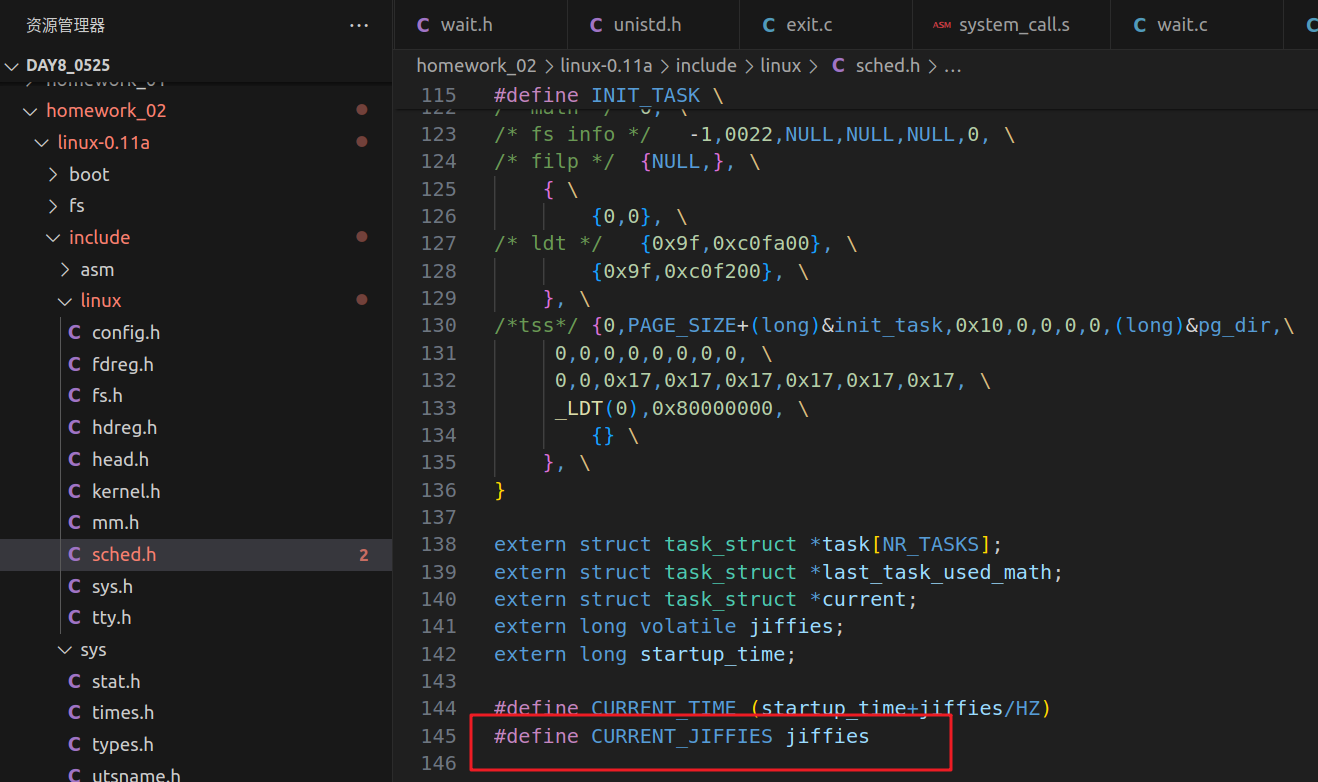 资源管理器 ...
DAY8_0525
homework_01
homework_02
linux-0.11a
boot
fs
include
asm
linux
C config.h
C fdreg.h
C fs.h
C hdreg.h
C head.h
C kernel.h
C mm.h
C sched.h 2
C sys.h
C tty.h
sys
C stat.h
C times.h
C types.h
C utsname.h
C wait.h C unistd.h C exit.c ASM system_call.s C wait.c C
homework_02 > linux-0.11a > include > linux > C sched.h > ...
115 #define INIT_TASK \
122 /* math */ 0, \
123 /* fs info */ -1,0022,NULL,NULL,NULL,0, \
124 /* filp */ {NULL,}, \
125 { \
126 {0,0}, \
127 /* ldt */ {0x9f,0xc0fa00}, \
128 {0x9f,0xc0f200}, \
129 }, \
130 /*tss*/ {0,PAGE_SIZE+(long)&init_task,0x10,0,0,0,0,(long)&pg_dir,\
131 0,0,0,0,0,0,0,0, \
132 0,0,0x17,0x17,0x17,0x17,0x17,0x17, \
133 _LDT(0),0x80000000, \
134 {} \
135 }, \
136 }
137
138 extern struct task_struct *task[NR_TASKS];
139 extern struct task_struct *last_task_used_math;
140 extern struct task_struct *current;
141 extern long volatile jiffies;
142 extern long startup_time;
143
144 #define CURRENT_TIME (startup_time+jiffies/HZ)
145 #define CURRENT_JIFFIES jiffies
146